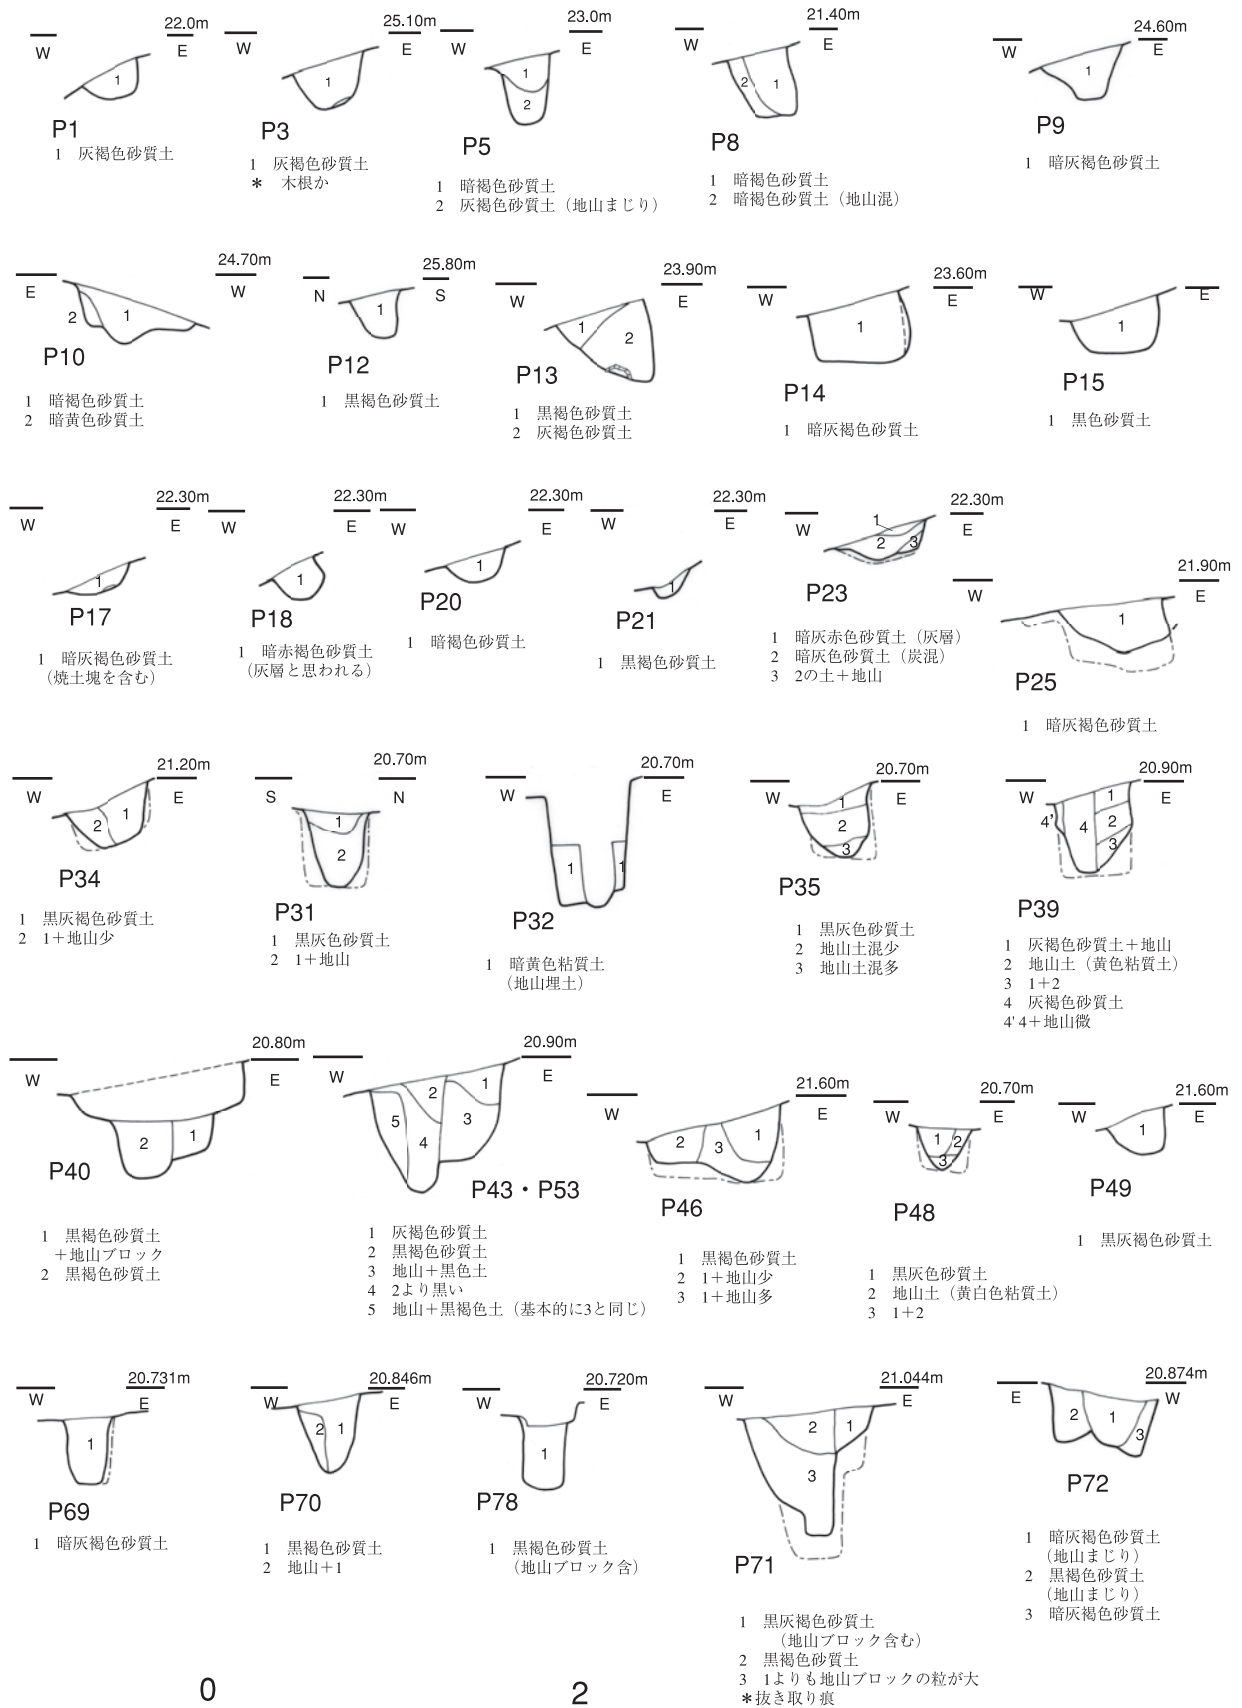 22.0m
W
E
1
P1
1 灰褐色砂質土
25.10m
W
E
1
P3
1 灰褐色砂質土
＊ 木根か
23.0m
W
E
1
2
P5
1 暗褐色砂質土
2 灰褐色砂質土（地山まじり）
21.40m
W
E
2
1
P8
1 暗褐色砂質土
2 暗褐色砂質土（地山混）
24.60m
W
E
1
P9
1 暗灰褐色砂質土
24.70m
E
W
2
1
P10
1 暗褐色砂質土
2 暗黄色砂質土
25.80m
N
S
1
P12
1 黒褐色砂質土
23.90m
W
E
1
2
P13
1 黒褐色砂質土
2 灰褐色砂質土
23.60m
W
E
1
P14
1 暗灰褐色砂質土
W
E
1
P15
1 黒色砂質土
22.30m
W
E
1
P17
1 暗灰褐色砂質土
（焼土塊を含む）
22.30m
W
E
1
P18
1 暗赤褐色砂質土
（灰層と思われる）
22.30m
W
E
1
P20
1 暗褐色砂質土
22.30m
W
E
1
P21
1 黒褐色砂質土
22.30m
W
E
1
2
3
P23
1 暗灰赤色砂質土（灰層）
2 暗灰色砂質土（炭混）
3 2の土＋地山
21.90m
W
E
1
P25
1 暗灰褐色砂質土
21.20m
W
E
2
1
P34
1 黒灰褐色砂質土
2 1＋地山少
20.70m
S
N
1
2
P31
1 黒灰色砂質土
2 1＋地山
20.70m
W
E
1
1
P32
1 暗黄色粘質土
（地山埋土）
20.70m
W
E
1
2
3
P35
1 黒灰色砂質土
2 地山土混少
3 地山土混多
20.90m
W
E
4'
4
1
2
3
P39
1 灰褐色砂質土＋地山
2 地山土（黄色粘質土）
3 1＋2
4 灰褐色砂質土
4' 4＋地山微
20.80m
W
E
2
1
P40
1 黒褐色砂質土
＋地山ブロック
2 黒褐色砂質土
20.90m
W
E
5
4
2
1
3
P43・P53
1 灰褐色砂質土
2 黒褐色砂質土
3 地山＋黒色土
4 2より黒い
5 地山＋黒褐色土（基本的に3と同じ）
21.60m
W
E
2
3
1
P46
1 黒褐色砂質土
2 1＋地山少
3 1＋地山多
20.70m
W
E
1
2
3
P48
1 黒灰色砂質土
2 地山土（黄白色粘質土）
3 1＋2
21.60m
W
E
1
P49
1 黒灰褐色砂質土
20.731m
W
E
1
P69
1 暗灰褐色砂質土
20.846m
W
E
2
1
P70
1 黒褐色砂質土
2 地山＋1
20.720m
W
E
1
P78
1 黒褐色砂質土
（地山ブロック含）
21.044m
W
E
2
1
3
P71
1 黒灰褐色砂質土
（地山ブロック含む）
2 黒褐色砂質土
3 1よりも地山ブロックの粒が大
＊抜き取り痕
20.874m
E
W
2
1
3
P72
1 暗灰褐色砂質土
（地山まじり）
2 黒褐色砂質土
（地山まじり）
3 暗灰褐色砂質土
0
2